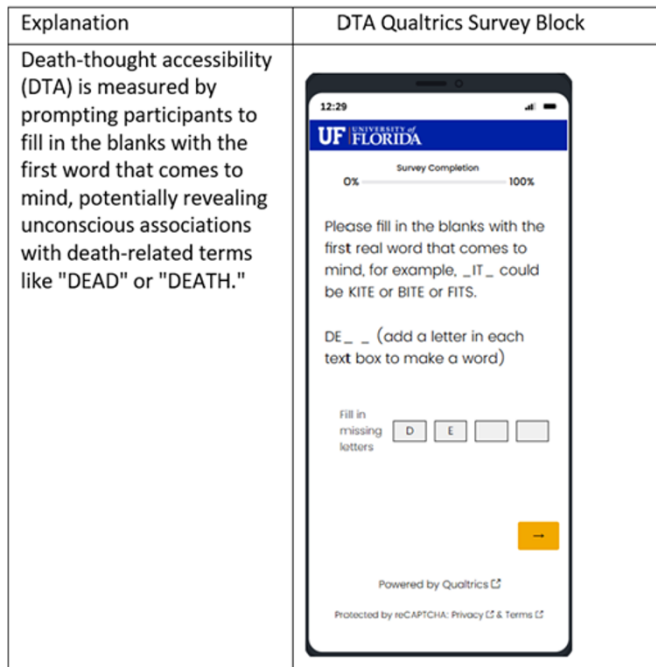 Explanation
DTA Qualtrics Survey Block
Death-thought accessibility
(DTA) is measured by
prompting participants to
fill in the blanks with the
first word that comes to
mind, potentially revealing
unconscious associations
with death-related terms
like "DEAD" or "DEATH."
12:29
UF UNIVERSITY of
FLORIDA
Survey Completion
0% 100%
Please fill in the blanks with the
first real word that comes to
mind, for example, _IT_ could
be KITE or BITE or FITS.
DE_ _ (add a letter in each
text box to make a word)
Fill in
missing
letters
D E
→
Powered by Qualtrics
Protected by reCAPTCHA: Privacy & Terms